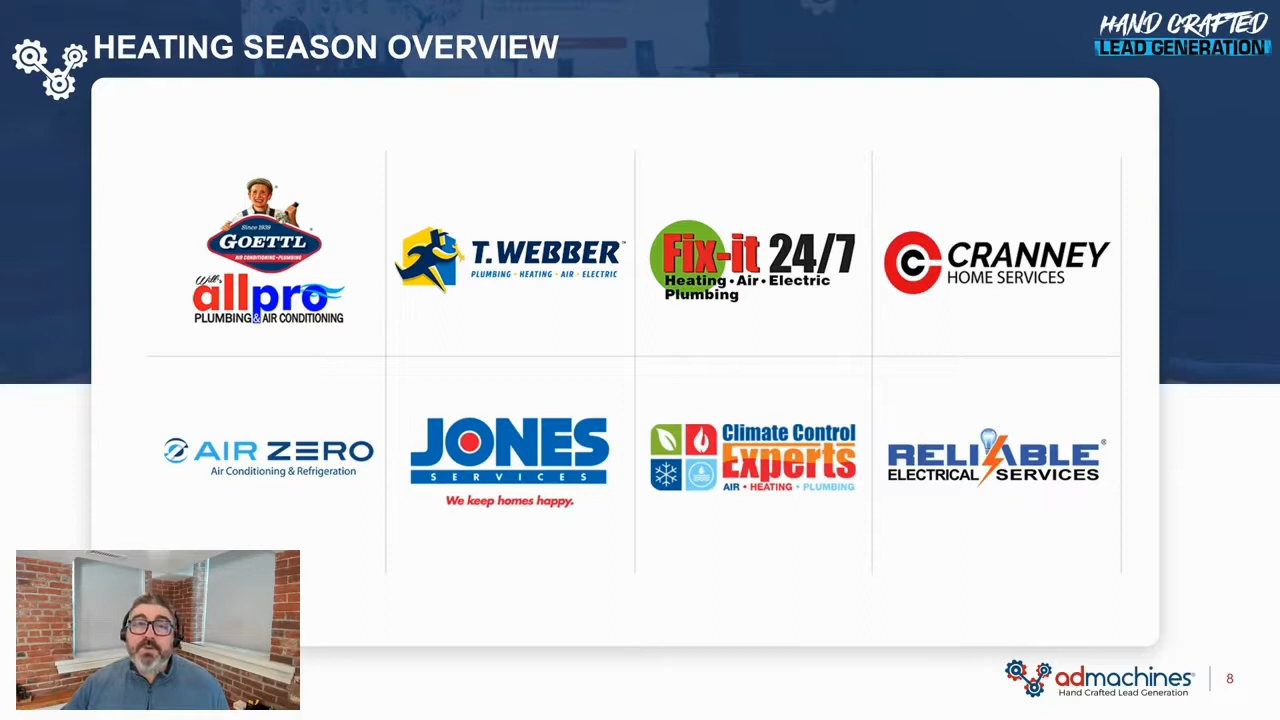 HEATING SEASON OVERVIEW
HAND CRAFTED
LEAD GENERATION
Since 1939
GOETTL
AIR CONDITIONING • PLUMBING
Will's
allpro
PLUMBING & AIR CONDITIONING
T.WEBBER™
PLUMBING • HEATING • AIR • ELECTRIC
Fix-it 24/7
Heating • Air • Electric
Plumbing
CRANNEY
HOME SERVICES
AIR ZERO
Air Conditioning & Refrigeration
JONES
SERVICES
We keep homes happy.
Climate Control
Experts
AIR • HEATING • PLUMBING
RELIABLE®
ELECTRICAL SERVICES
admachines®
Hand Crafted Lead Generation
8